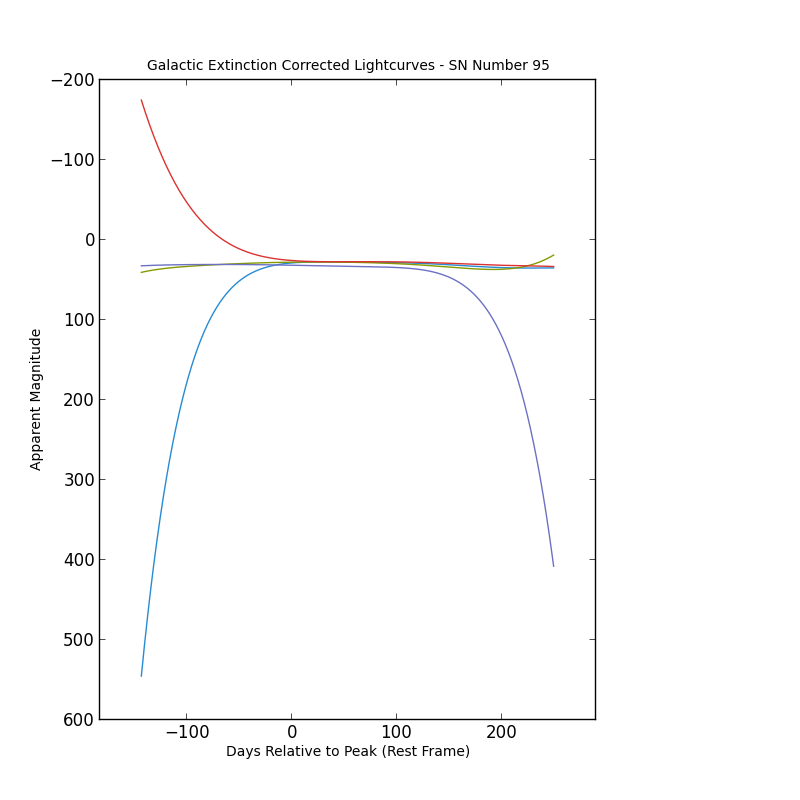 Galactic Extinction Corrected Lightcurves - SN Number 95
−200
−100
0
100
200
300
400
500
600
Apparent Magnitude
−100 0 100 200
Days Relative to Peak (Rest Frame)